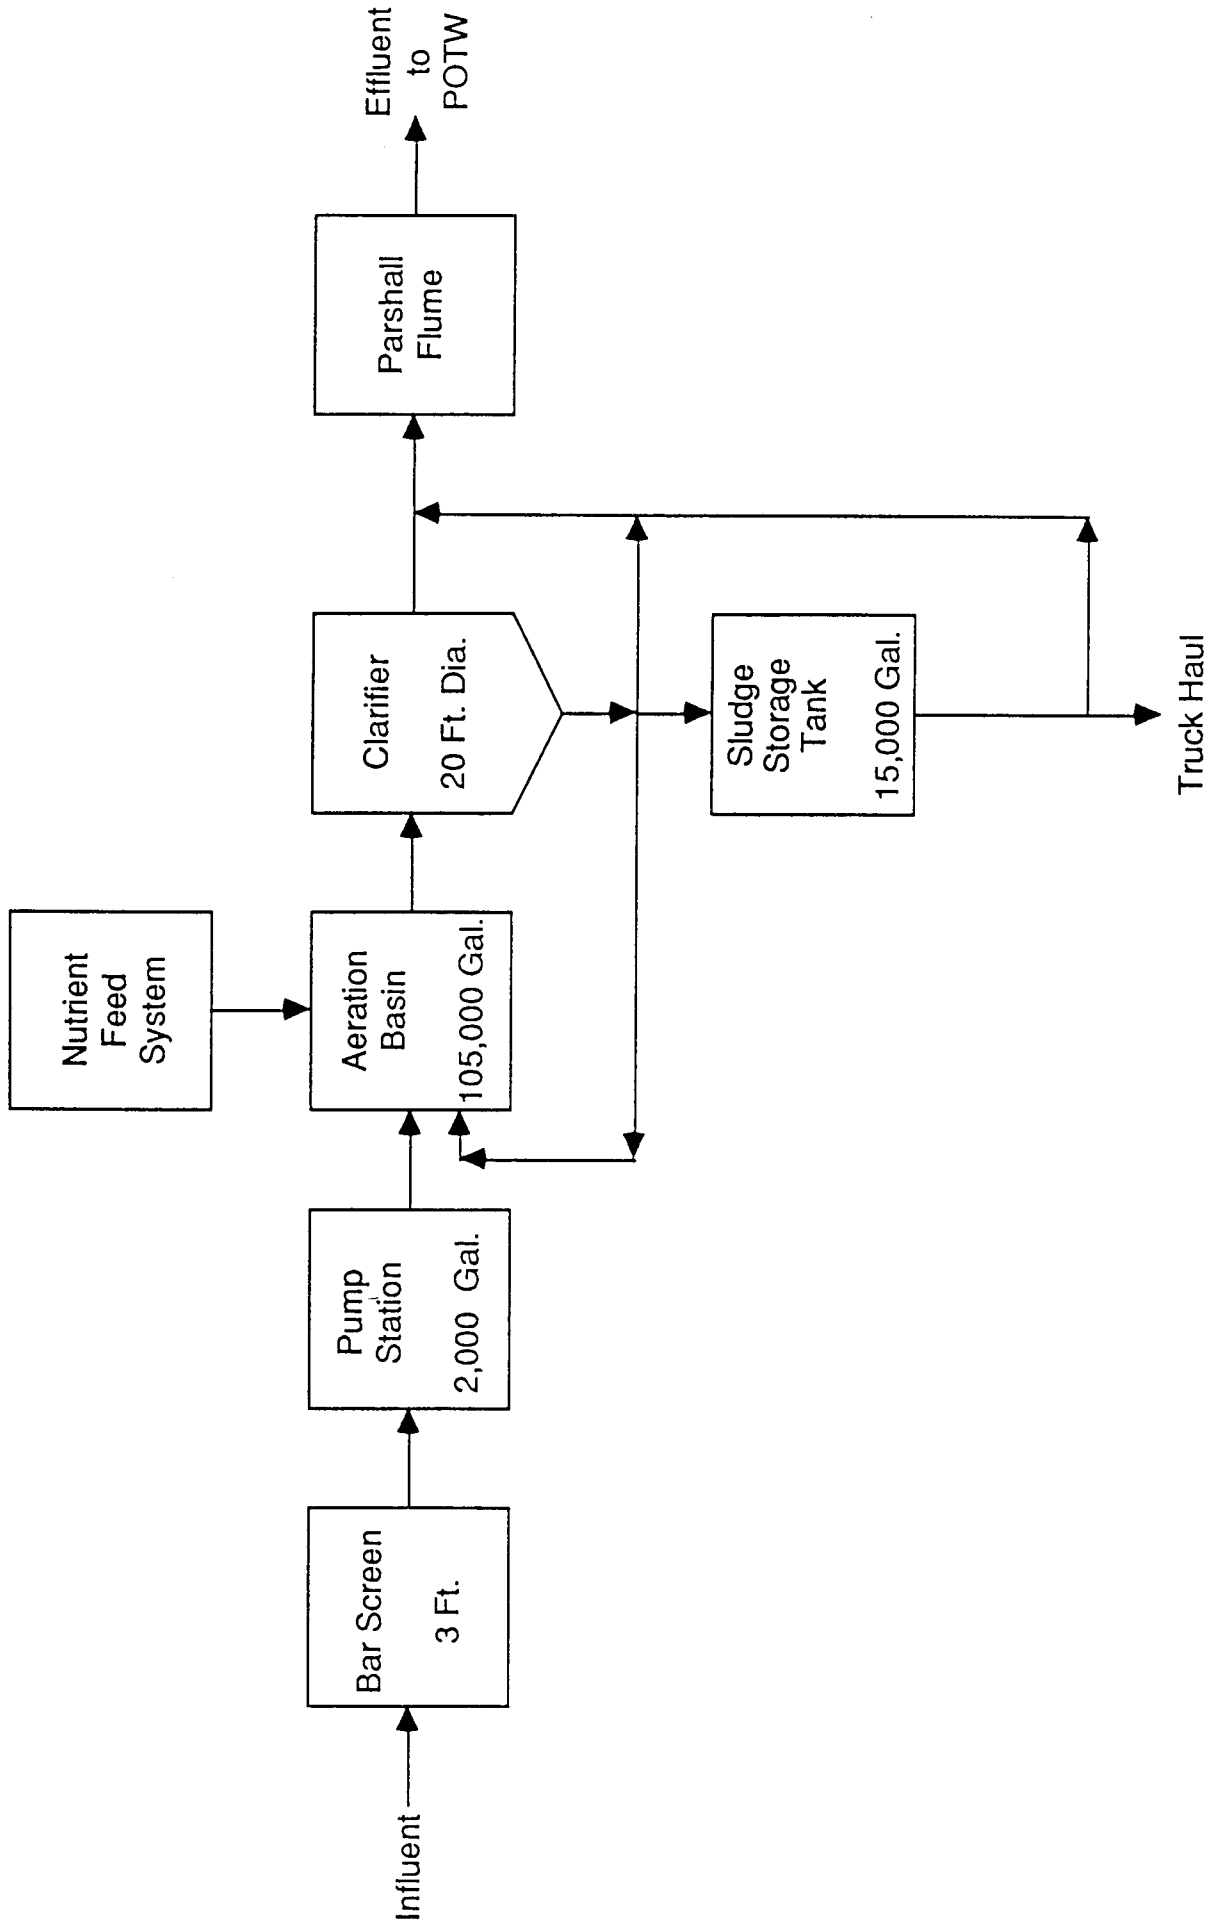 Influent
Bar Screen
3 Ft.
Pump
Station
2,000 Gal.
Nutrient
Feed
System
Aeration
Basin
105,000 Gal.
Clarifier
20 Ft. Dia.
Sludge
Storage
Tank
15,000 Gal.
Truck Haul
Parshall
Flume
Effluent
to
POTW